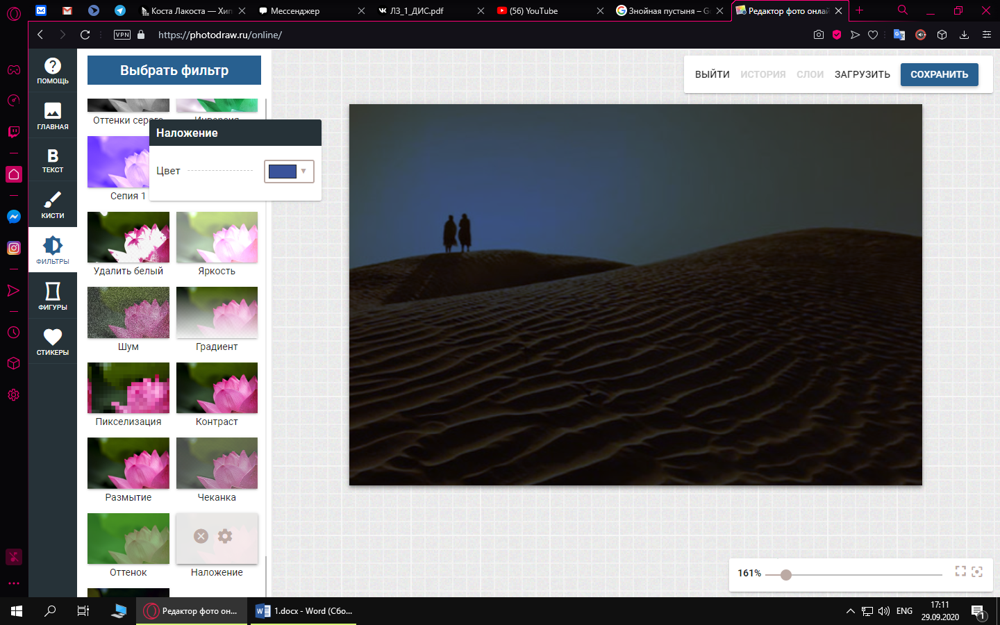 Коста Лакоста — Хип
Мессенджер
ЛЗ_1_ДИС.pdf
(56) YouTube
Знойная пустыня – Go
Редактор фото онлай
VPN
https://photodraw.ru/online/
ПОМОЩЬ
ГЛАВНАЯ
B
ТЕКСТ
КИСТИ
ФИЛЬТРЫ
ФИГУРЫ
СТИКЕРЫ
Выбрать фильтр
Оттенки серого
Инверсия
Наложение
Цвет
Сепия 1
Удалить белый
Яркость
Шум
Градиент
Пикселизация
Контраст
Размытие
Чеканка
Оттенок
Наложение
ВЫЙТИ
ИСТОРИЯ
СЛОИ
ЗАГРУЗИТЬ
СОХРАНИТЬ
161%
Редактор фото он...
1.docx - Word (Сбо...
ENG
17:11
29.09.2020
1